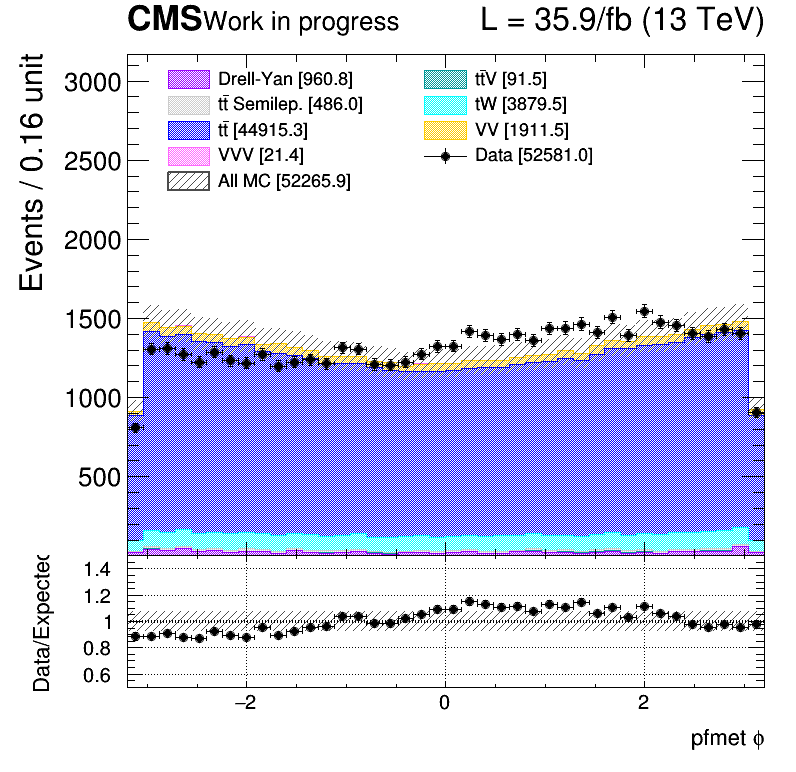 CMS Work in progress L = 35.9/fb (13 TeV)
Events / 0.16 unit
3000
2500
2000
1500
1000
500
Drell-Yan [960.8]
tt̄ Semilep. [486.0]
tt̄ [44915.3]
VVV [21.4]
All MC [52265.9]
tt̄V [91.5]
tW [3879.5]
VV [1911.5]
Data [52581.0]
Data/Expected
1.4
1.2
1
0.8
0.6
−2 0 2
pfmet ϕ